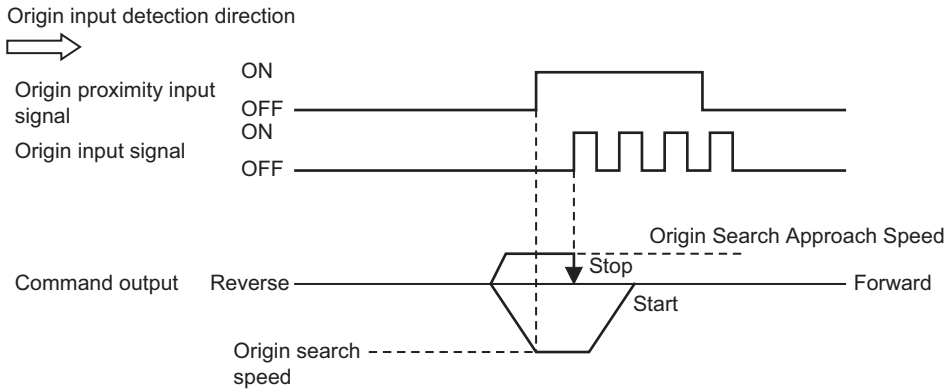 Origin input detection direction
ON
Origin proximity input
signal
OFF
ON
Origin input signal
OFF
Origin Search Approach Speed
Stop
Command output
Reverse
Forward
Start
Origin search
speed